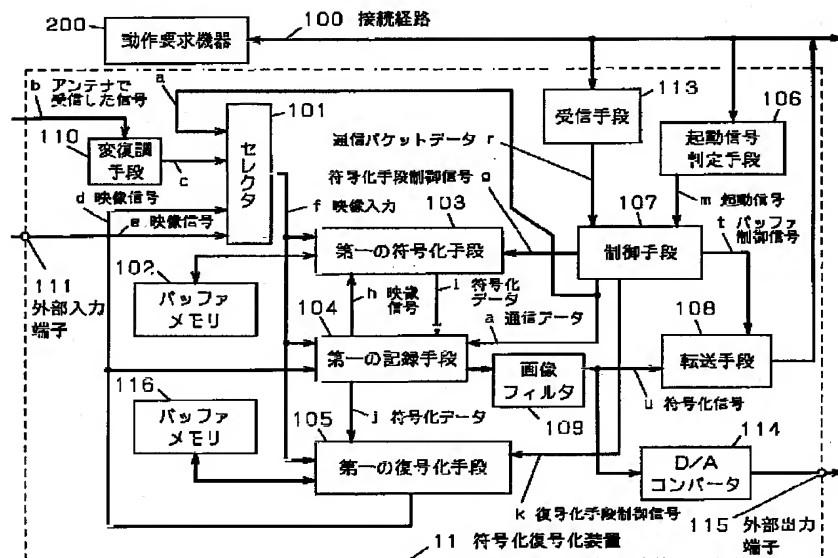 200
動作要求機器
100 接続経路
b アンテナで
受信した信号
a
101
セレクタ
113
受信手段
106
起動信号
判定手段
110
変復調
手段
c
通信パケットデータ r
符号化手段制御信号 g
m 起動信号
d 映像信号
e 映像信号
f 映像入力
103
第一の符号化手段
107
制御手段
t バッファ
制御信号
111
外部入力
端子
102
バッファ
メモリ
h 映像
信号
i 符号化
データ
a 通信データ
104
第一の記録手段
画像
フィルタ
109
108
転送手段
u 符号化信号
116
バッファ
メモリ
j 符号化データ
105
第一の復号化手段
114
D/A
コンバータ
k 復号化手段制御信号
115 外部出力
端子
11 符号化復号化装置